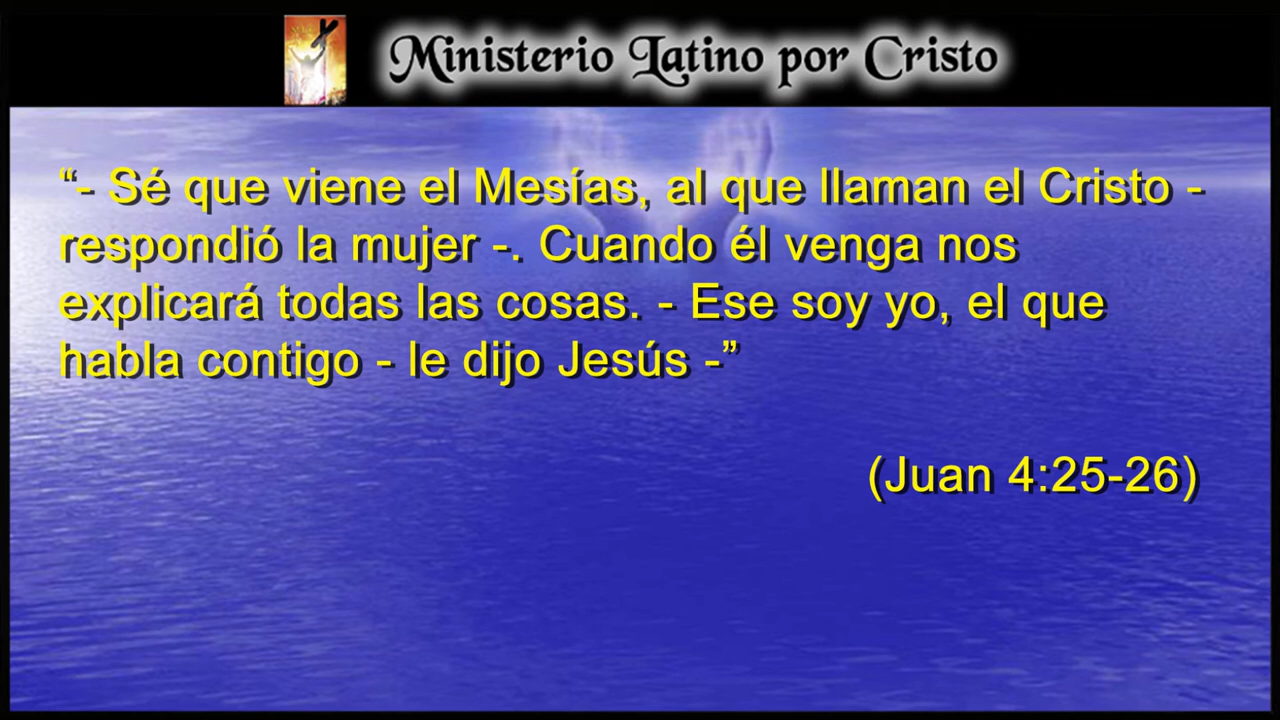 Ministerio Latino por Cristo
“- Sé que viene el Mesías, al que llaman el Cristo -
respondió la mujer -. Cuando él venga nos
explicará todas las cosas. - Ese soy yo, el que
habla contigo - le dijo Jesús -”
(Juan 4:25-26)